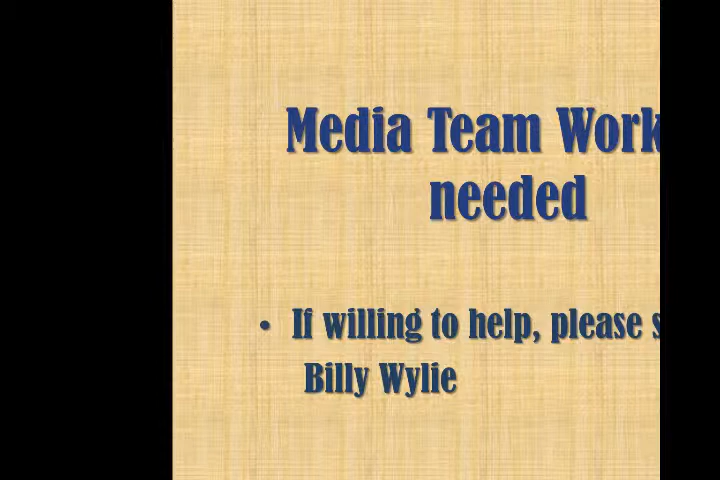 Media Team Work
needed
• If willing to help, please s
Billy Wylie